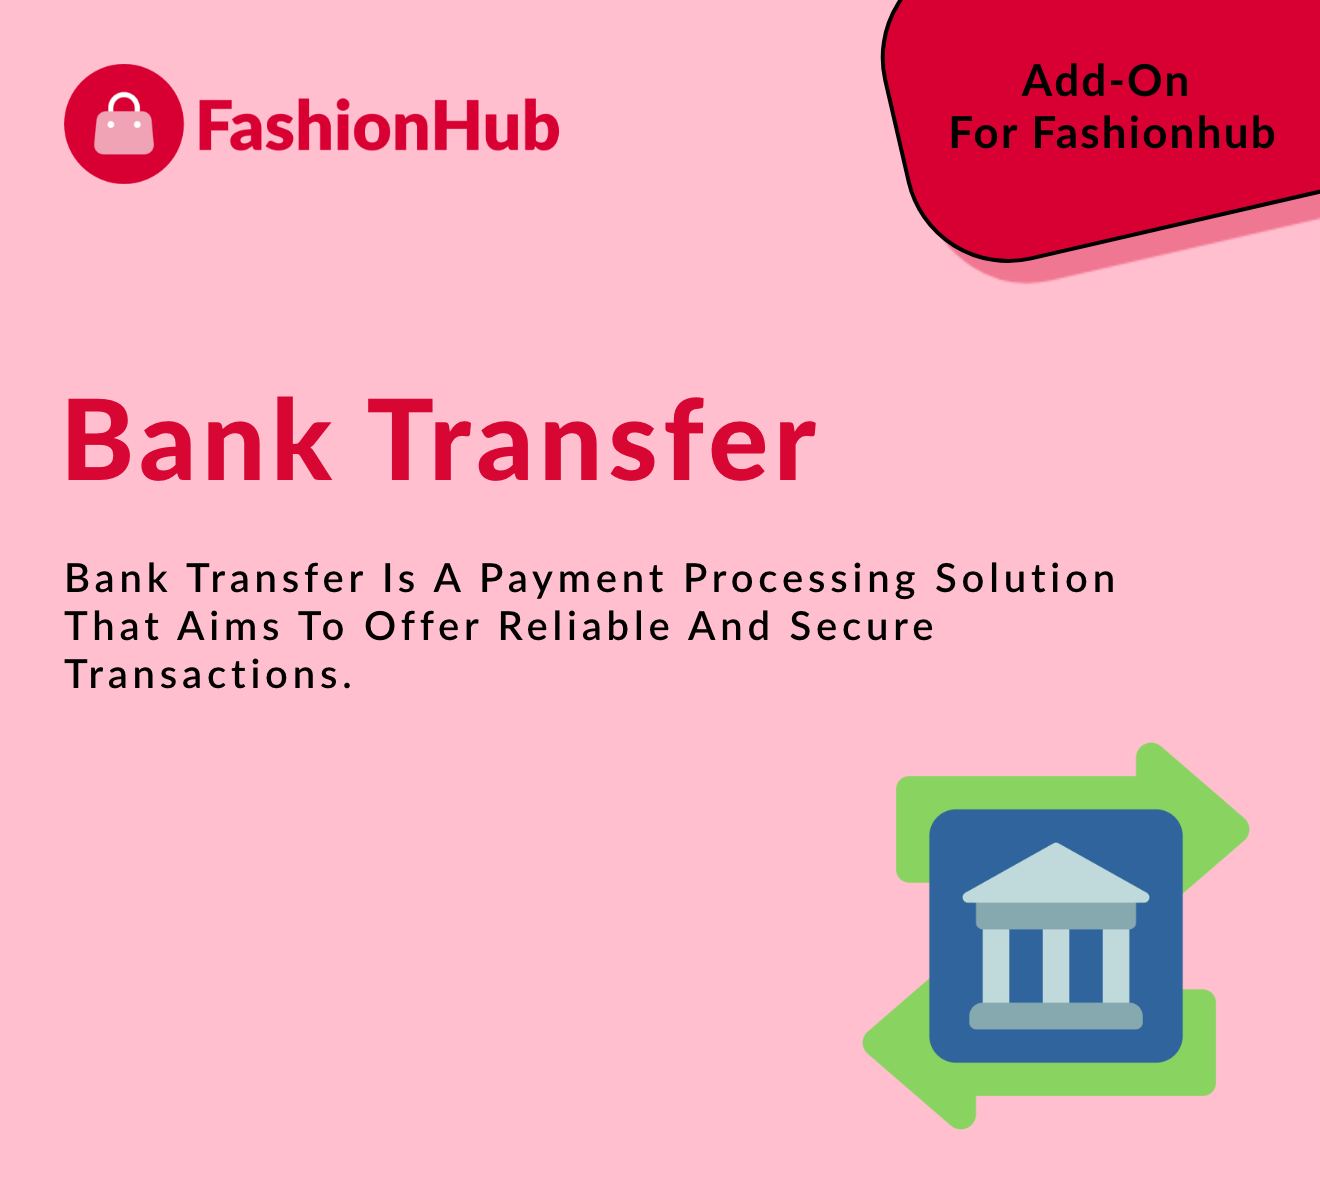 FashionHub
Add-On
For Fashionhub
Bank Transfer
Bank Transfer Is A Payment Processing Solution
That Aims To Offer Reliable And Secure
Transactions.